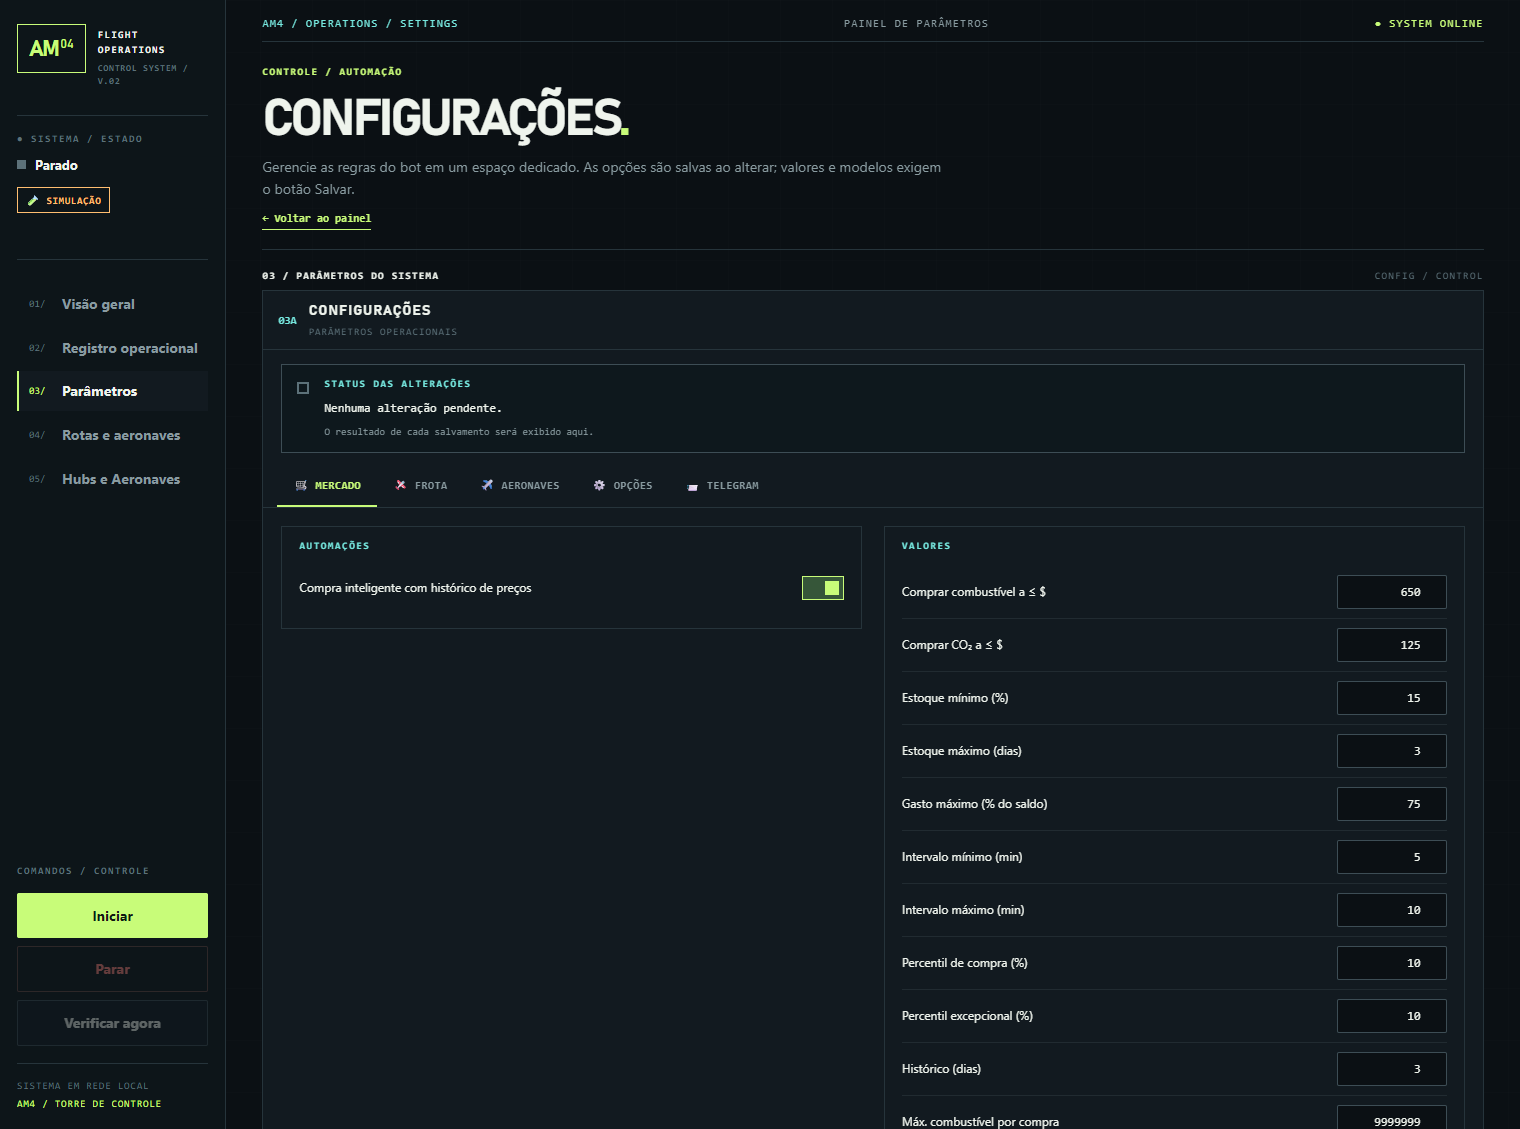 AM04
FLIGHT
OPERATIONS
CONTROL SYSTEM /
V.02
SISTEMA / ESTADO
Parado
SIMULAÇÃO
01/ Visão geral
02/ Registro operacional
03/ Parâmetros
04/ Rotas e aeronaves
05/ Hubs e Aeronaves
COMANDOS / CONTROLE
Iniciar
Parar
Verificar agora
SISTEMA EM REDE LOCAL
AM4 / TORRE DE CONTROLE
AM4 / OPERATIONS / SETTINGS
PAINEL DE PARÂMETROS
● SYSTEM ONLINE
CONTROLE / AUTOMAÇÃO
CONFIGURAÇÕES.
Gerencie as regras do bot em um espaço dedicado. As opções são salvas ao alterar; valores e modelos exigem
o botão Salvar.
← Voltar ao painel
03 / PARÂMETROS DO SISTEMA
CONFIG / CONTROL
03A CONFIGURAÇÕES
PARÂMETROS OPERACIONAIS
STATUS DAS ALTERAÇÕES
Nenhuma alteração pendente.
O resultado de cada salvamento será exibido aqui.
MERCADO FROTA AERONAVES OPÇÕES TELEGRAM
AUTOMAÇÕES
Compra inteligente com histórico de preços
VALORES
Comprar combustível a ≤ $ 650
Comprar CO₂ a ≤ $ 125
Estoque mínimo (%) 15
Estoque máximo (dias) 3
Gasto máximo (% do saldo) 75
Intervalo mínimo (min) 5
Intervalo máximo (min) 10
Percentil de compra (%) 10
Percentil excepcional (%) 10
Histórico (dias) 3
Máx. combustível por compra 9999999